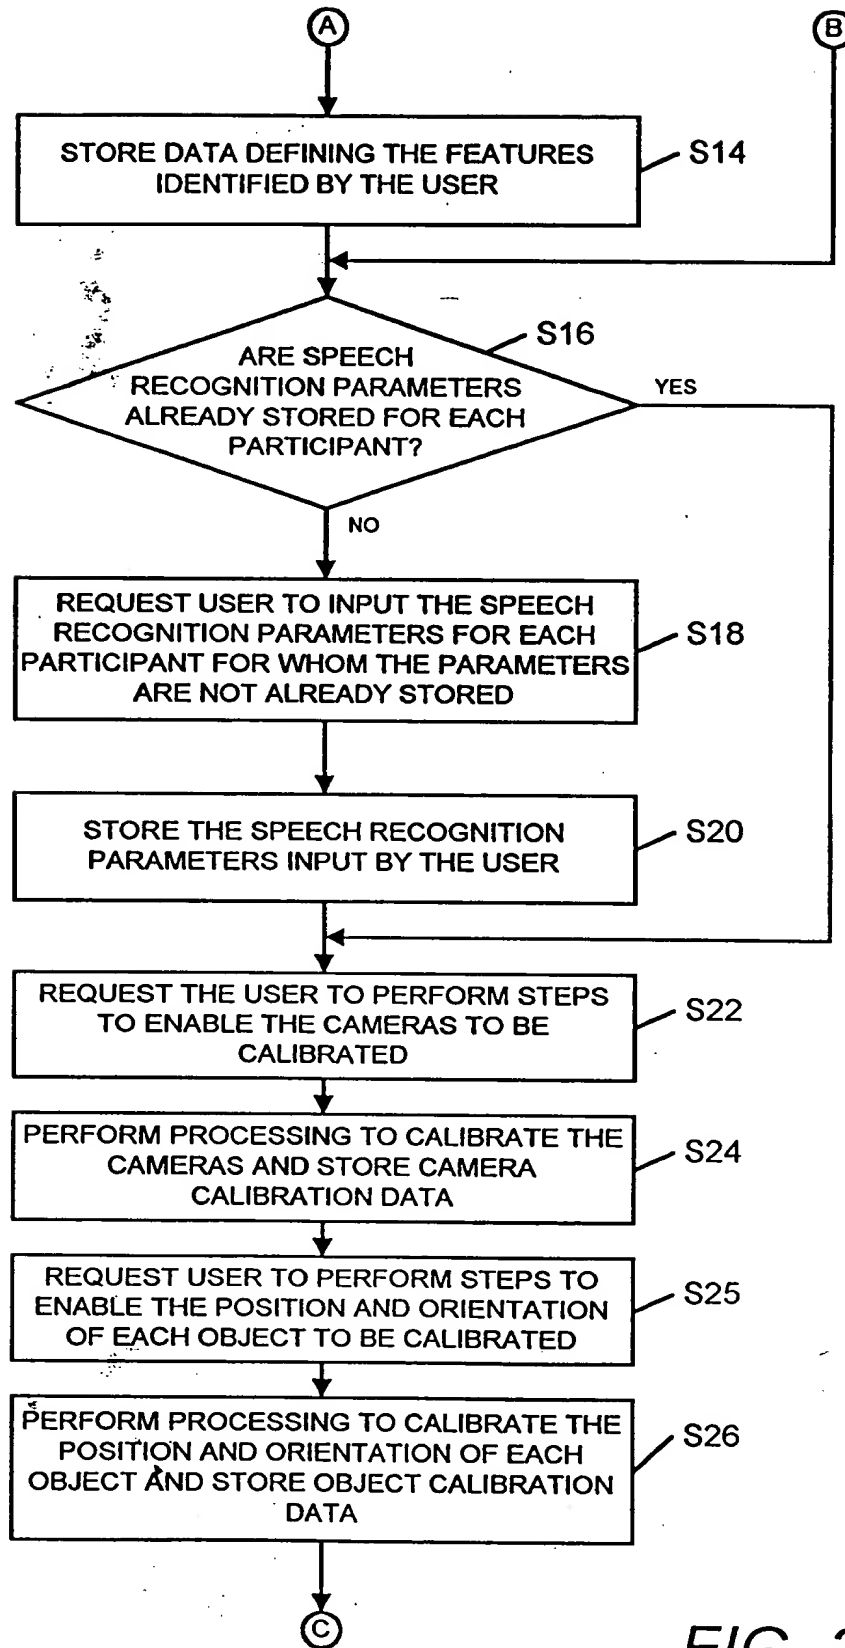 A
B
STORE DATA DEFINING THE FEATURES
IDENTIFIED BY THE USER
S14
S16
ARE SPEECH
RECOGNITION PARAMETERS
ALREADY STORED FOR EACH
PARTICIPANT?
YES
NO
REQUEST USER TO INPUT THE SPEECH
RECOGNITION PARAMETERS FOR EACH
PARTICIPANT FOR WHOM THE PARAMETERS
ARE NOT ALREADY STORED
S18
STORE THE SPEECH RECOGNITION
PARAMETERS INPUT BY THE USER
S20
REQUEST THE USER TO PERFORM STEPS
TO ENABLE THE CAMERAS TO BE
CALIBRATED
S22
PERFORM PROCESSING TO CALIBRATE THE
CAMERAS AND STORE CAMERA
CALIBRATION DATA
S24
REQUEST USER TO PERFORM STEPS TO
ENABLE THE POSITION AND ORIENTATION
OF EACH OBJECT TO BE CALIBRATED
S25
PERFORM PROCESSING TO CALIBRATE THE
POSITION AND ORIENTATION OF EACH
OBJECT AND STORE OBJECT CALIBRATION
DATA
S26
C
FIG.